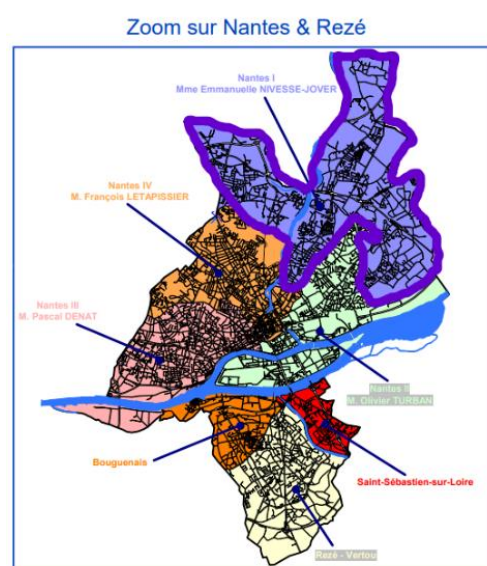 Zoom sur Nantes & Rezé
Nantes I
Mme Emmanuelle NIVESSE-JOVER
Nantes IV
M. François LETAPISSIER
Nantes III
M. Pascal DENAT
Nantes II
M. Olivier TURBAN
Bouguenais
Saint-Sébastien-sur-Loire
Rezé - Vertou